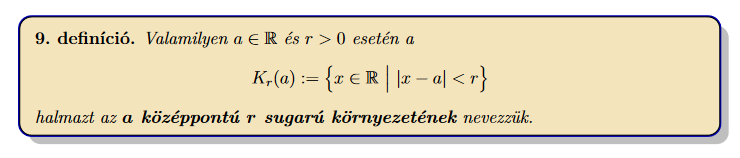 9. definíció. Valamilyen a ∈ ℝ és r > 0 esetén a
K_r(a) := {x ∈ ℝ | |x − a| < r}
halmazt az a középpontú r sugarú környezetének nevezzük.